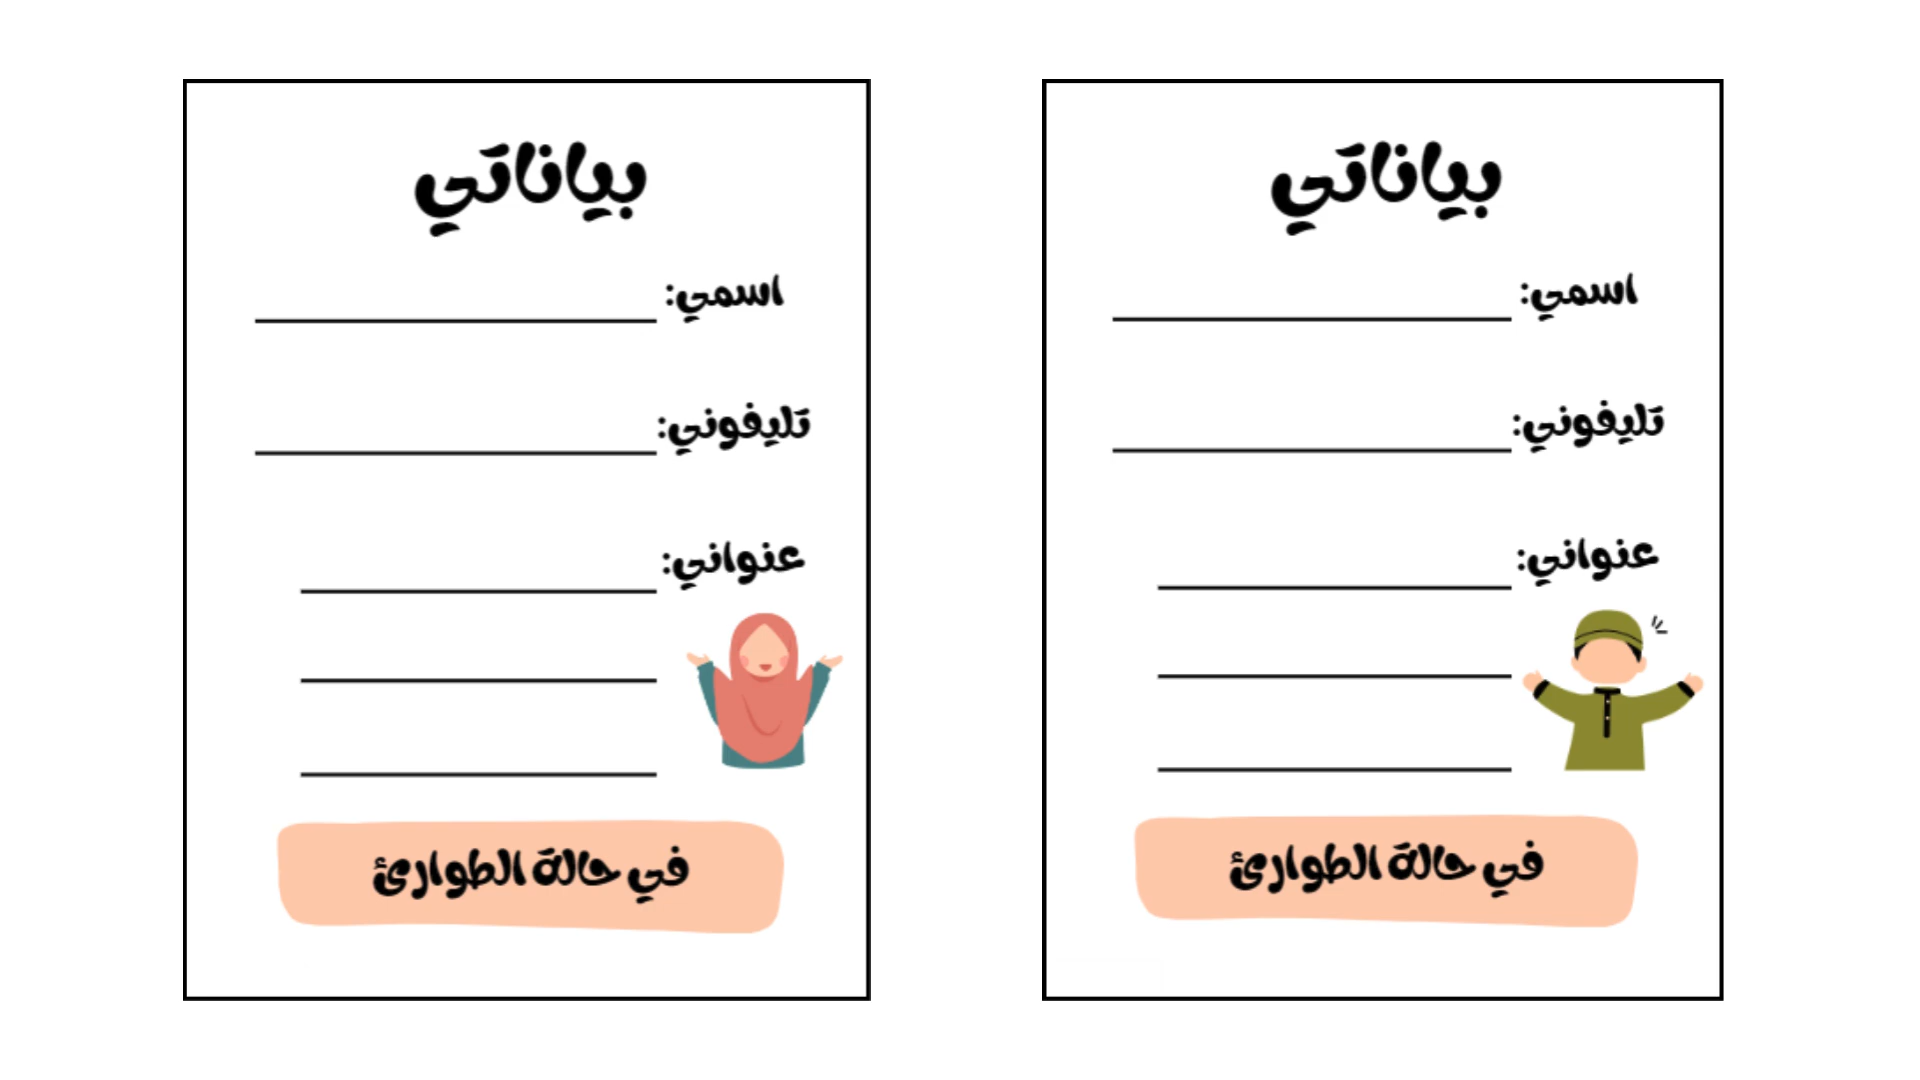 بياناتي
اسمي:
تليفوني:
عنواني:
في حالة الطوارئ
بياناتي
اسمي:
تليفوني:
عنواني:
في حالة الطوارئ